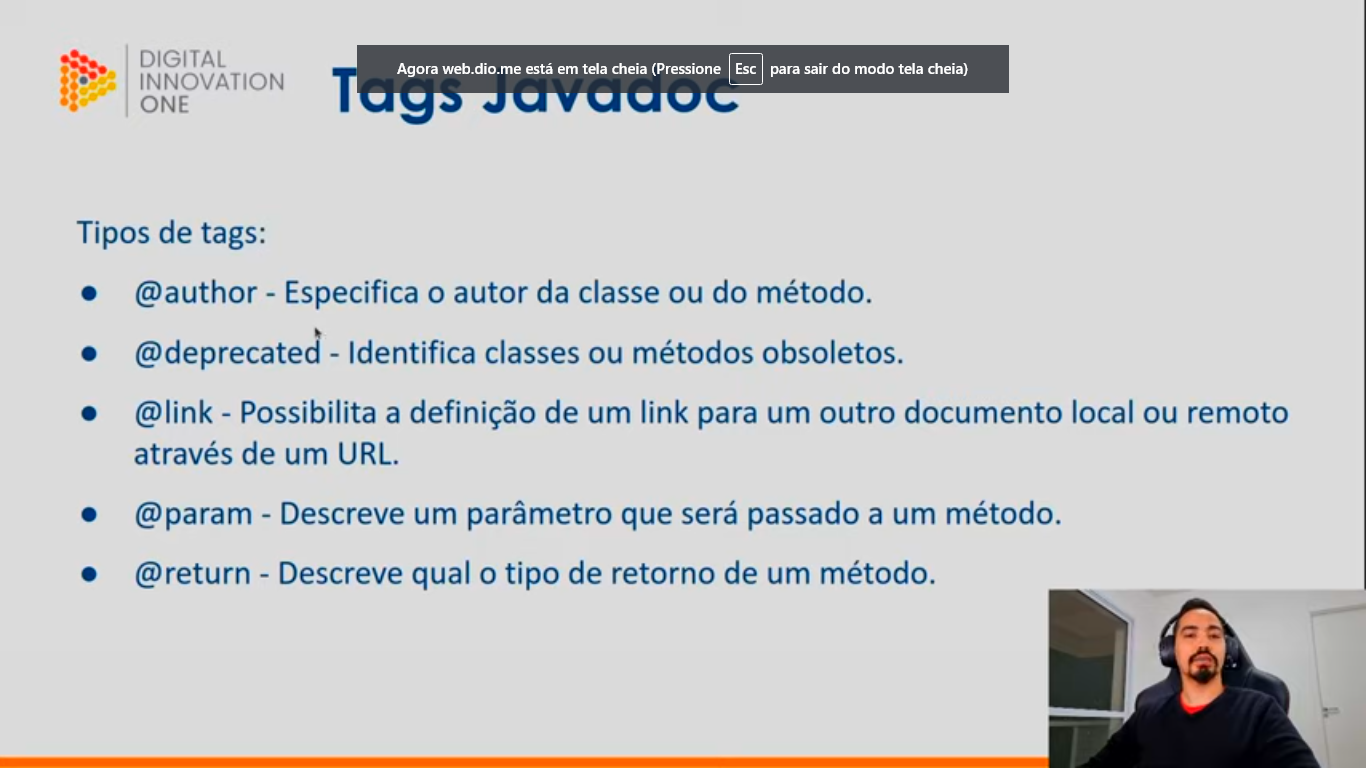 DIGITAL
INNOVATION
ONE
Agora web.dio.me está em tela cheia (Pressione Esc para sair do modo tela cheia)
Tags Javadoc
Tipos de tags:
● @author - Especifica o autor da classe ou do método.
● @deprecated - Identifica classes ou métodos obsoletos.
● @link - Possibilita a definição de um link para um outro documento local ou remoto
através de um URL.
● @param - Descreve um parâmetro que será passado a um método.
● @return - Descreve qual o tipo de retorno de um método.